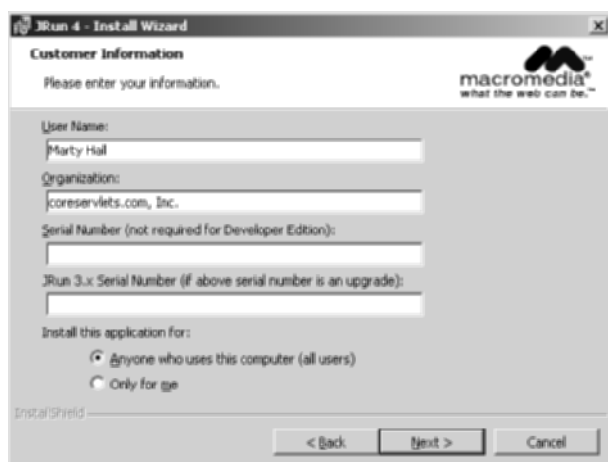 JRun 4 - Install Wizard
Customer Information
Please enter your information.
macromedia®
what the web can be.™
User Name:
Marty Hall
Organization:
coreservlets.com, Inc.
Serial Number (not required for Developer Edition):
JRun 3.x Serial Number (if above serial number is an upgrade):
Install this application for:
Anyone who uses this computer (all users)
Only for me
InstallShield
< Back
Next >
Cancel